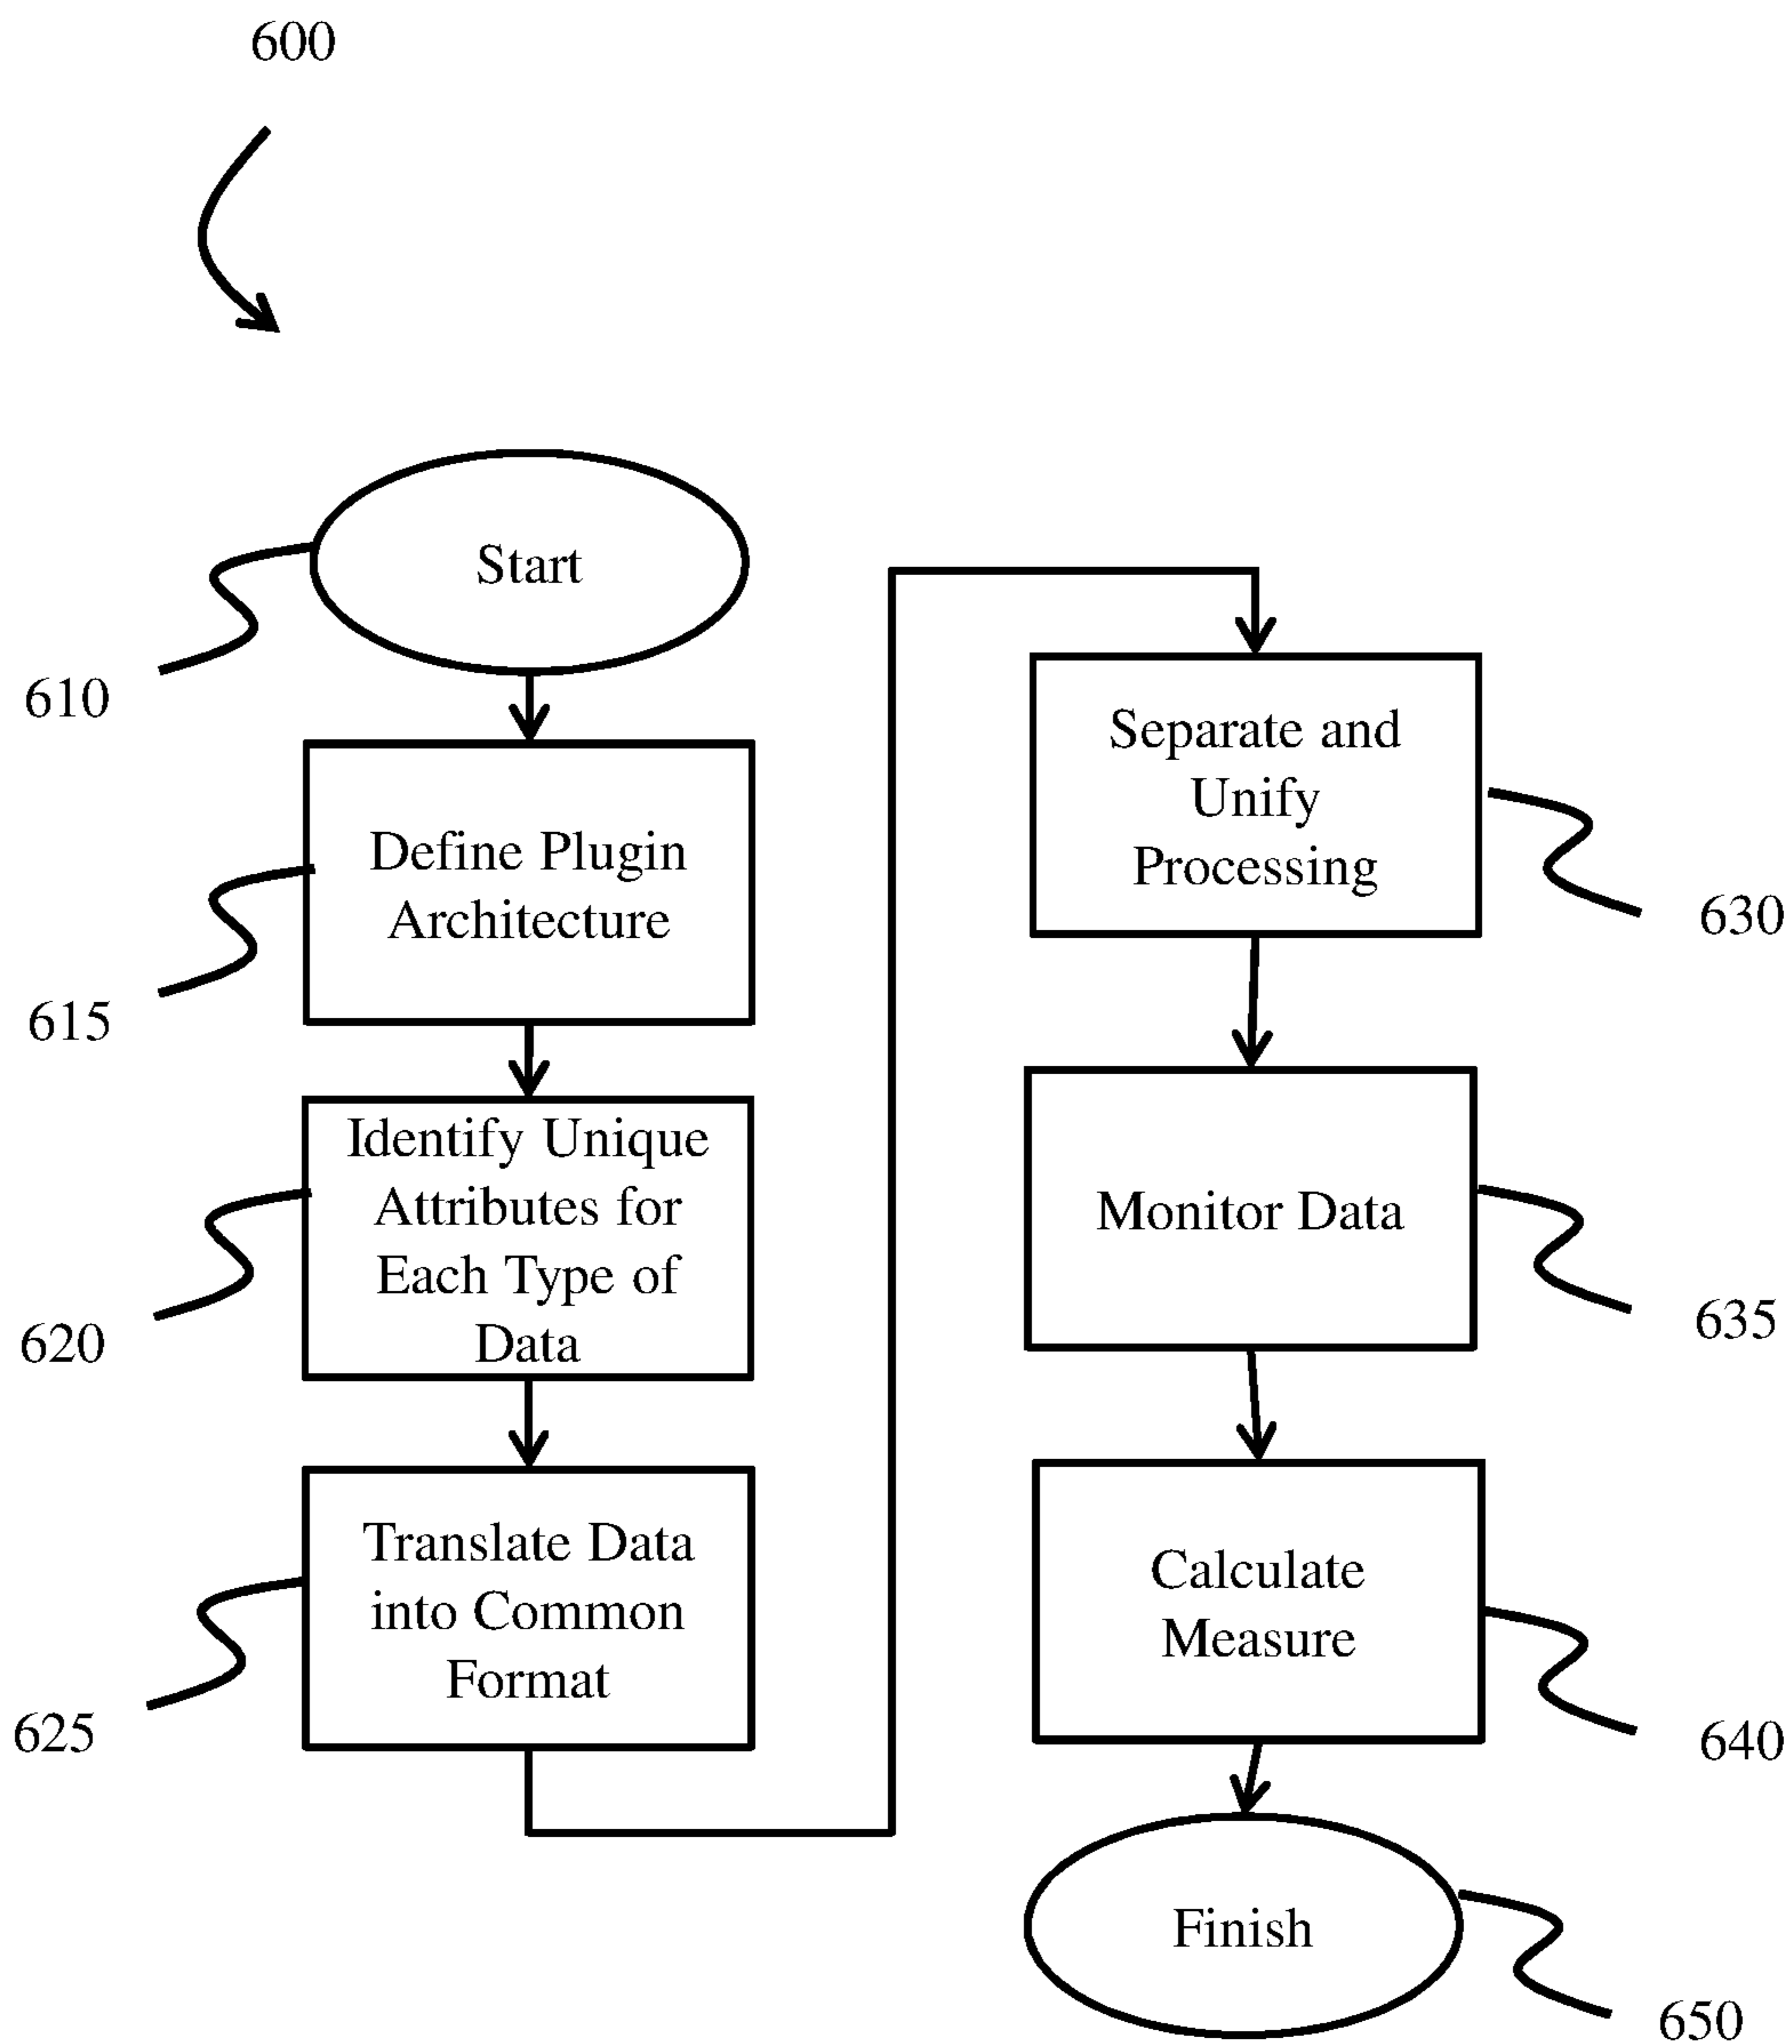 600
Start
610
Define Plugin
Architecture
615
Identify Unique
Attributes for
Each Type of
Data
620
Translate Data
into Common
Format
625
Separate and
Unify
Processing
630
Monitor Data
635
Calculate
Measure
640
Finish
650